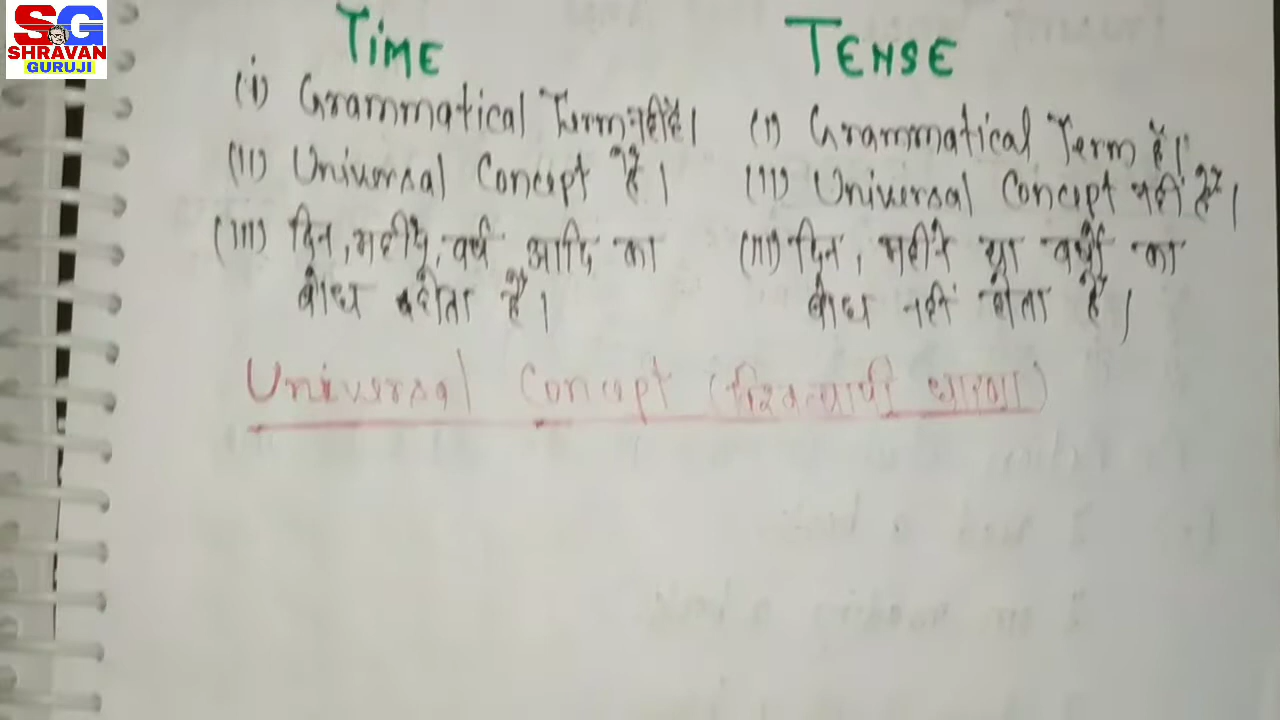 SG
SHRAVAN
GURUJI
TIME
(i) Grammatical Term नहीं है।
(ii) Universal Concept है।
(iii) दिन, महीने, वर्ष आदि का
बोध होता है।
TENSE
(i) Grammatical Term है।
(ii) Universal Concept नहीं है।
(iii) दिन, महीने या वर्षों का
बोध नहीं होता है।
Universal Concept (विश्वव्यापी धारणा)